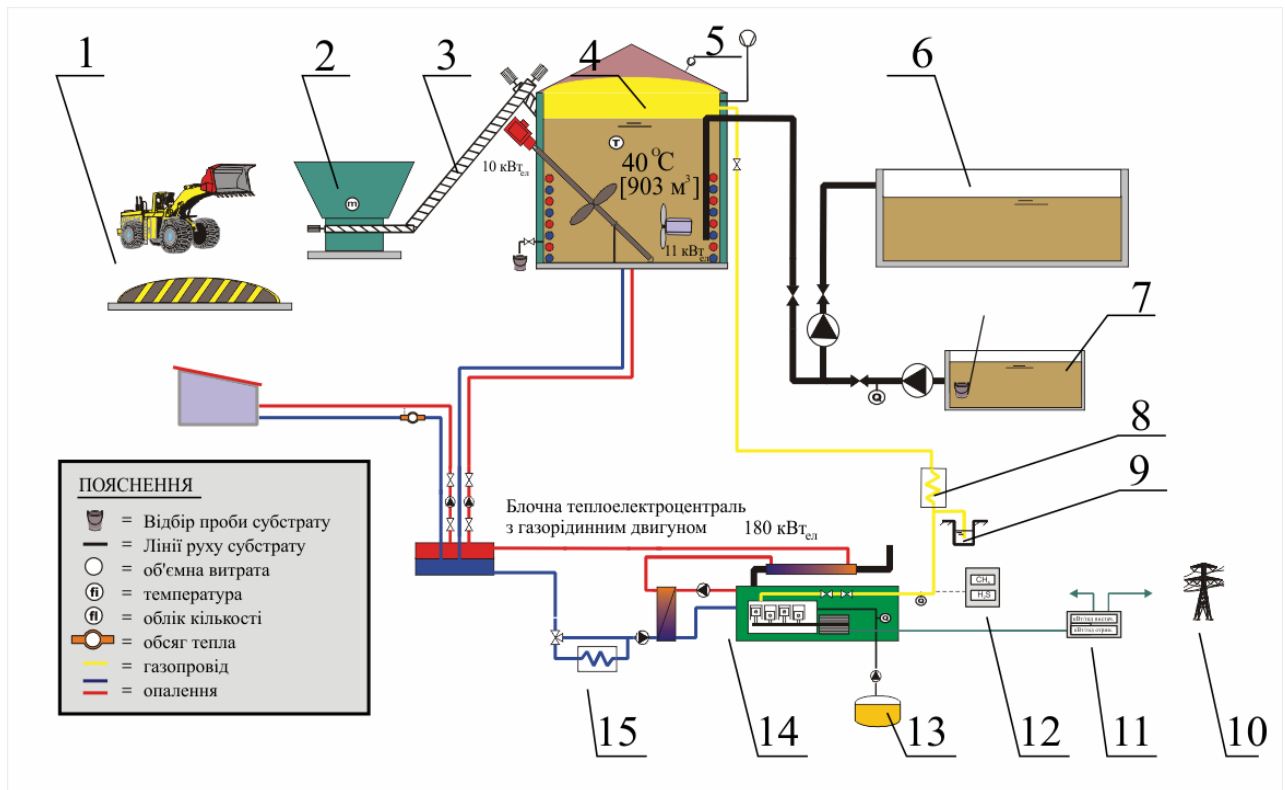 1
2
3
4
5
6
10 кВтел
T
40 °C
[903 м³]
m
11 кВтел
7
Q
8
9
ПОЯСНЕННЯ
= Відбір проби субстрату
= Лінії руху субстрату
= об'ємна витрата
fi = температура
fl = облік кількості
= обсяг тепла
= газопровід
= опалення
Блочна теплоелектроцентраль
з газорідинним двигуном 180 кВтел
CH₄
H₂S
Q
Q
15
14
13
12
11
10